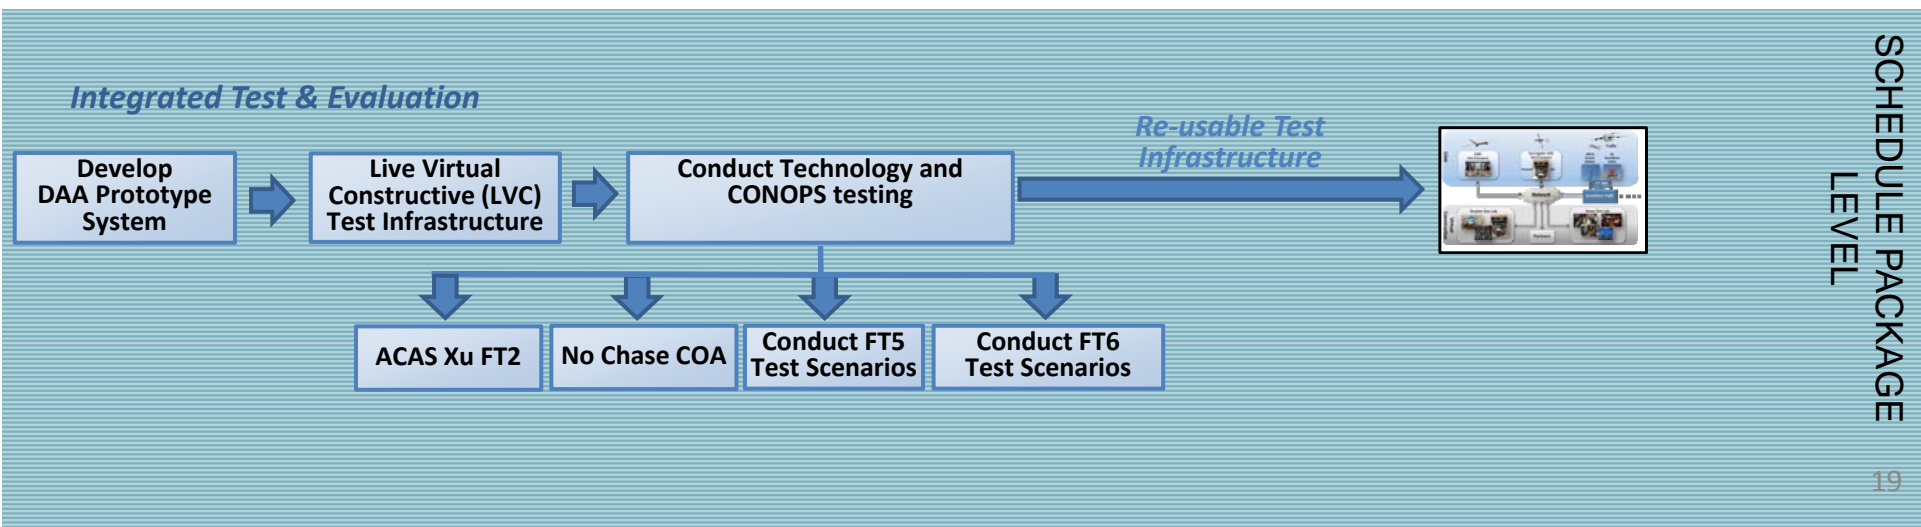 Integrated Test & Evaluation
Develop
DAA Prototype
System
Live Virtual
Constructive (LVC)
Test Infrastructure
Conduct Technology and
CONOPS testing
Re-usable Test
Infrastructure
ACAS Xu FT2
No Chase COA
Conduct FT5
Test Scenarios
Conduct FT6
Test Scenarios
SCHEDULE PACKAGE
LEVEL
19